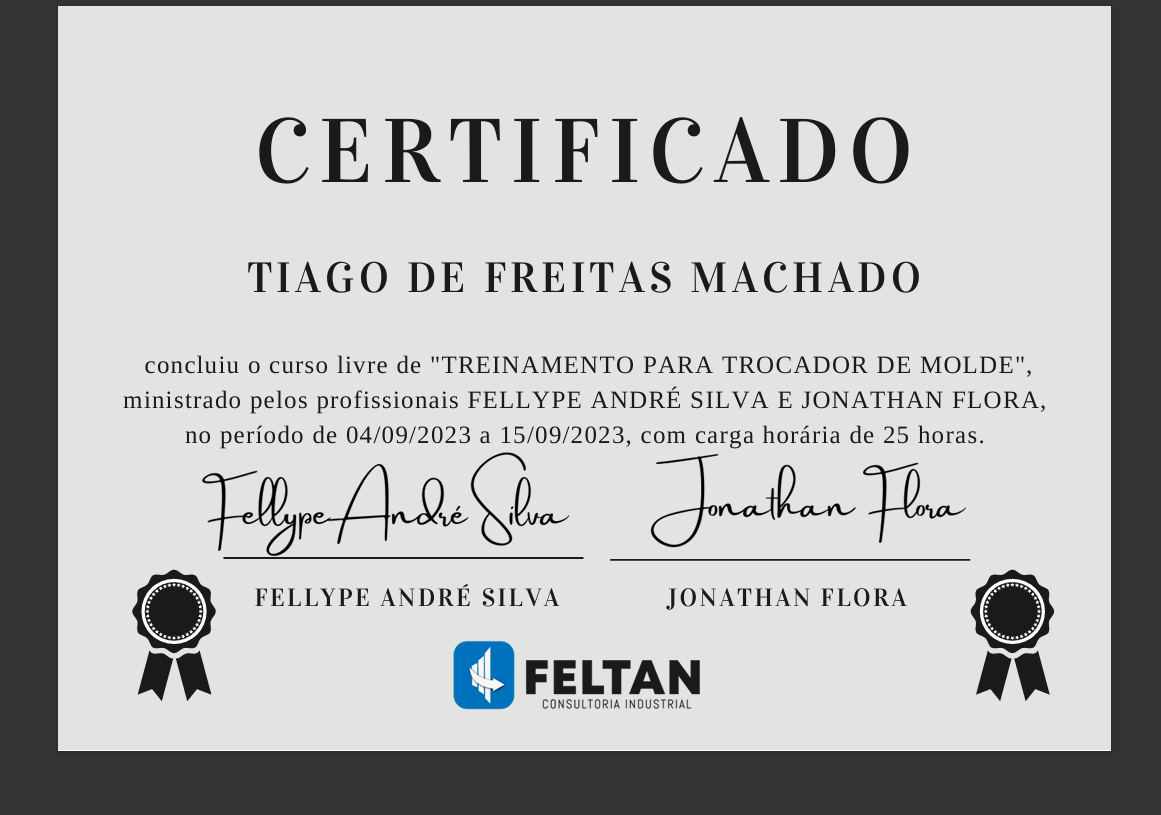 CERTIFICADO
TIAGO DE FREITAS MACHADO
concluiu o curso livre de "TREINAMENTO PARA TROCADOR DE MOLDE",
ministrado pelos profissionais FELLYPE ANDRÉ SILVA E JONATHAN FLORA,
no período de 04/09/2023 a 15/09/2023, com carga horária de 25 horas.
Fellype André Silva Jonathan Flora
FELLYPE ANDRÉ SILVA JONATHAN FLORA
FELTAN
CONSULTORIA INDUSTRIAL